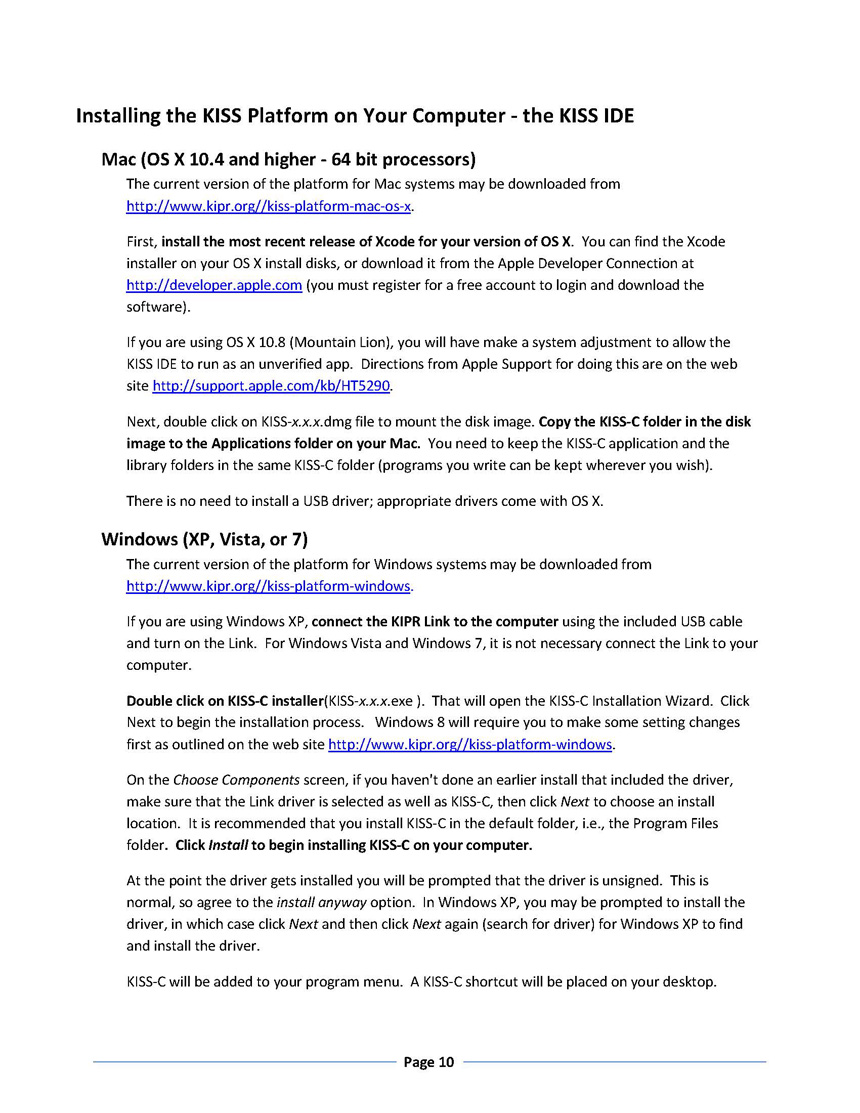 Installing the KISS Platform on Your Computer - the KISS IDE
Mac (OS X 10.4 and higher - 64 bit processors)
The current version of the platform for Mac systems may be downloaded from
http://www.kipr.org//kiss-platform-mac-os-x.
First, install the most recent release of Xcode for your version of OS X.  You can find the Xcode
installer on your OS X install disks, or download it from the Apple Developer Connection at
http://developer.apple.com (you must register for a free account to login and download the
software).
If you are using OS X 10.8 (Mountain Lion), you will have make a system adjustment to allow the
KISS IDE to run as an unverified app.  Directions from Apple Support for doing this are on the web
site http://support.apple.com/kb/HT5290.
Next, double click on KISS-x.x.x.dmg file to mount the disk image. Copy the KISS-C folder in the disk
image to the Applications folder on your Mac.  You need to keep the KISS-C application and the
library folders in the same KISS-C folder (programs you write can be kept wherever you wish).
There is no need to install a USB driver; appropriate drivers come with OS X.
Windows (XP, Vista, or 7)
The current version of the platform for Windows systems may be downloaded from
http://www.kipr.org//kiss-platform-windows.
If you are using Windows XP, connect the KIPR Link to the computer using the included USB cable
and turn on the Link.  For Windows Vista and Windows 7, it is not necessary connect the Link to your
computer.
Double click on KISS-C installer(KISS-x.x.x.exe ).  That will open the KISS-C Installation Wizard.  Click
Next to begin the installation process.   Windows 8 will require you to make some setting changes
first as outlined on the web site http://www.kipr.org//kiss-platform-windows.
On the Choose Components screen, if you haven't done an earlier install that included the driver,
make sure that the Link driver is selected as well as KISS-C, then click Next to choose an install
location.  It is recommended that you install KISS-C in the default folder, i.e., the Program Files
folder.  Click Install to begin installing KISS-C on your computer.
At the point the driver gets installed you will be prompted that the driver is unsigned.  This is
normal, so agree to the install anyway option.  In Windows XP, you may be prompted to install the
driver, in which case click Next and then click Next again (search for driver) for Windows XP to find
and install the driver.
KISS-C will be added to your program menu.  A KISS-C shortcut will be placed on your desktop.
Page 10